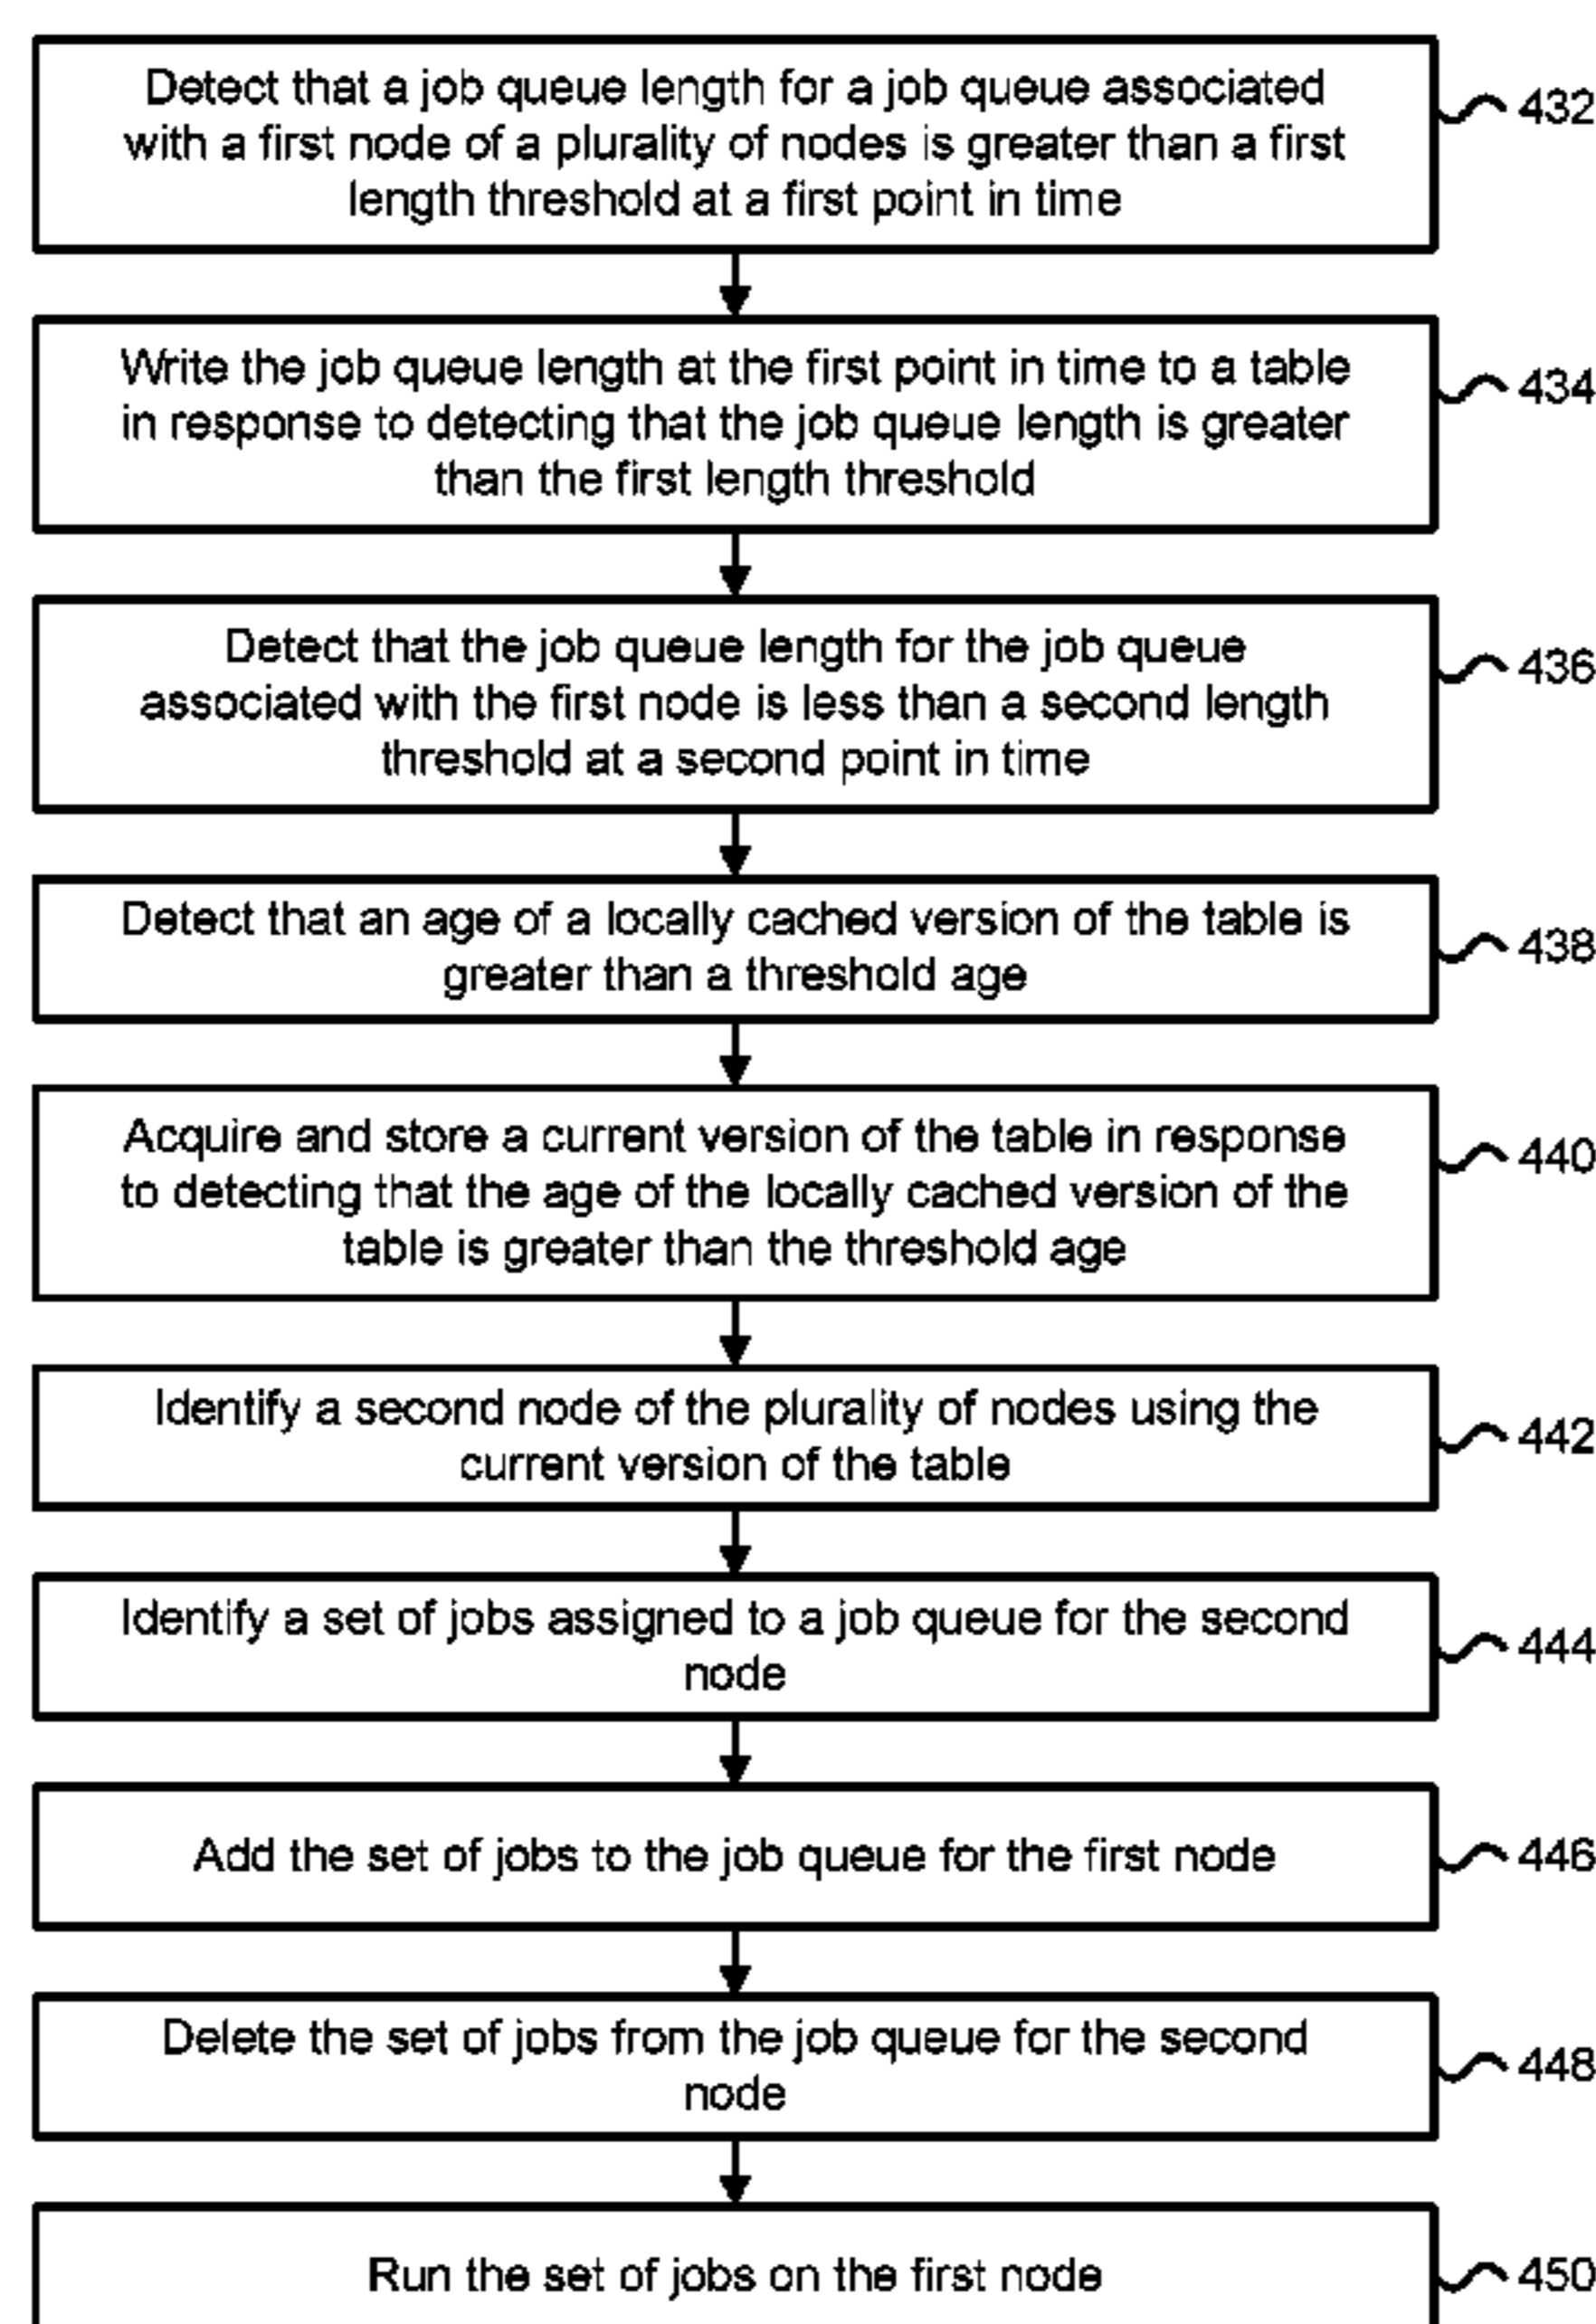 Detect that a job queue length for a job queue associated
with a first node of a plurality of nodes is greater than a first
length threshold at a first point in time
432
Write the job queue length at the first point in time to a table
in response to detecting that the job queue length is greater
than the first length threshold
434
Detect that the job queue length for the job queue
associated with the first node is less than a second length
threshold at a second point in time
436
Detect that an age of a locally cached version of the table is
greater than a threshold age
438
Acquire and store a current version of the table in response
to detecting that the age of the locally cached version of the
table is greater than the threshold age
440
Identify a second node of the plurality of nodes using the
current version of the table
442
Identify a set of jobs assigned to a job queue for the second
node
444
Add the set of jobs to the job queue for the first node
446
Delete the set of jobs from the job queue for the second
node
448
Run the set of jobs on the first node
450